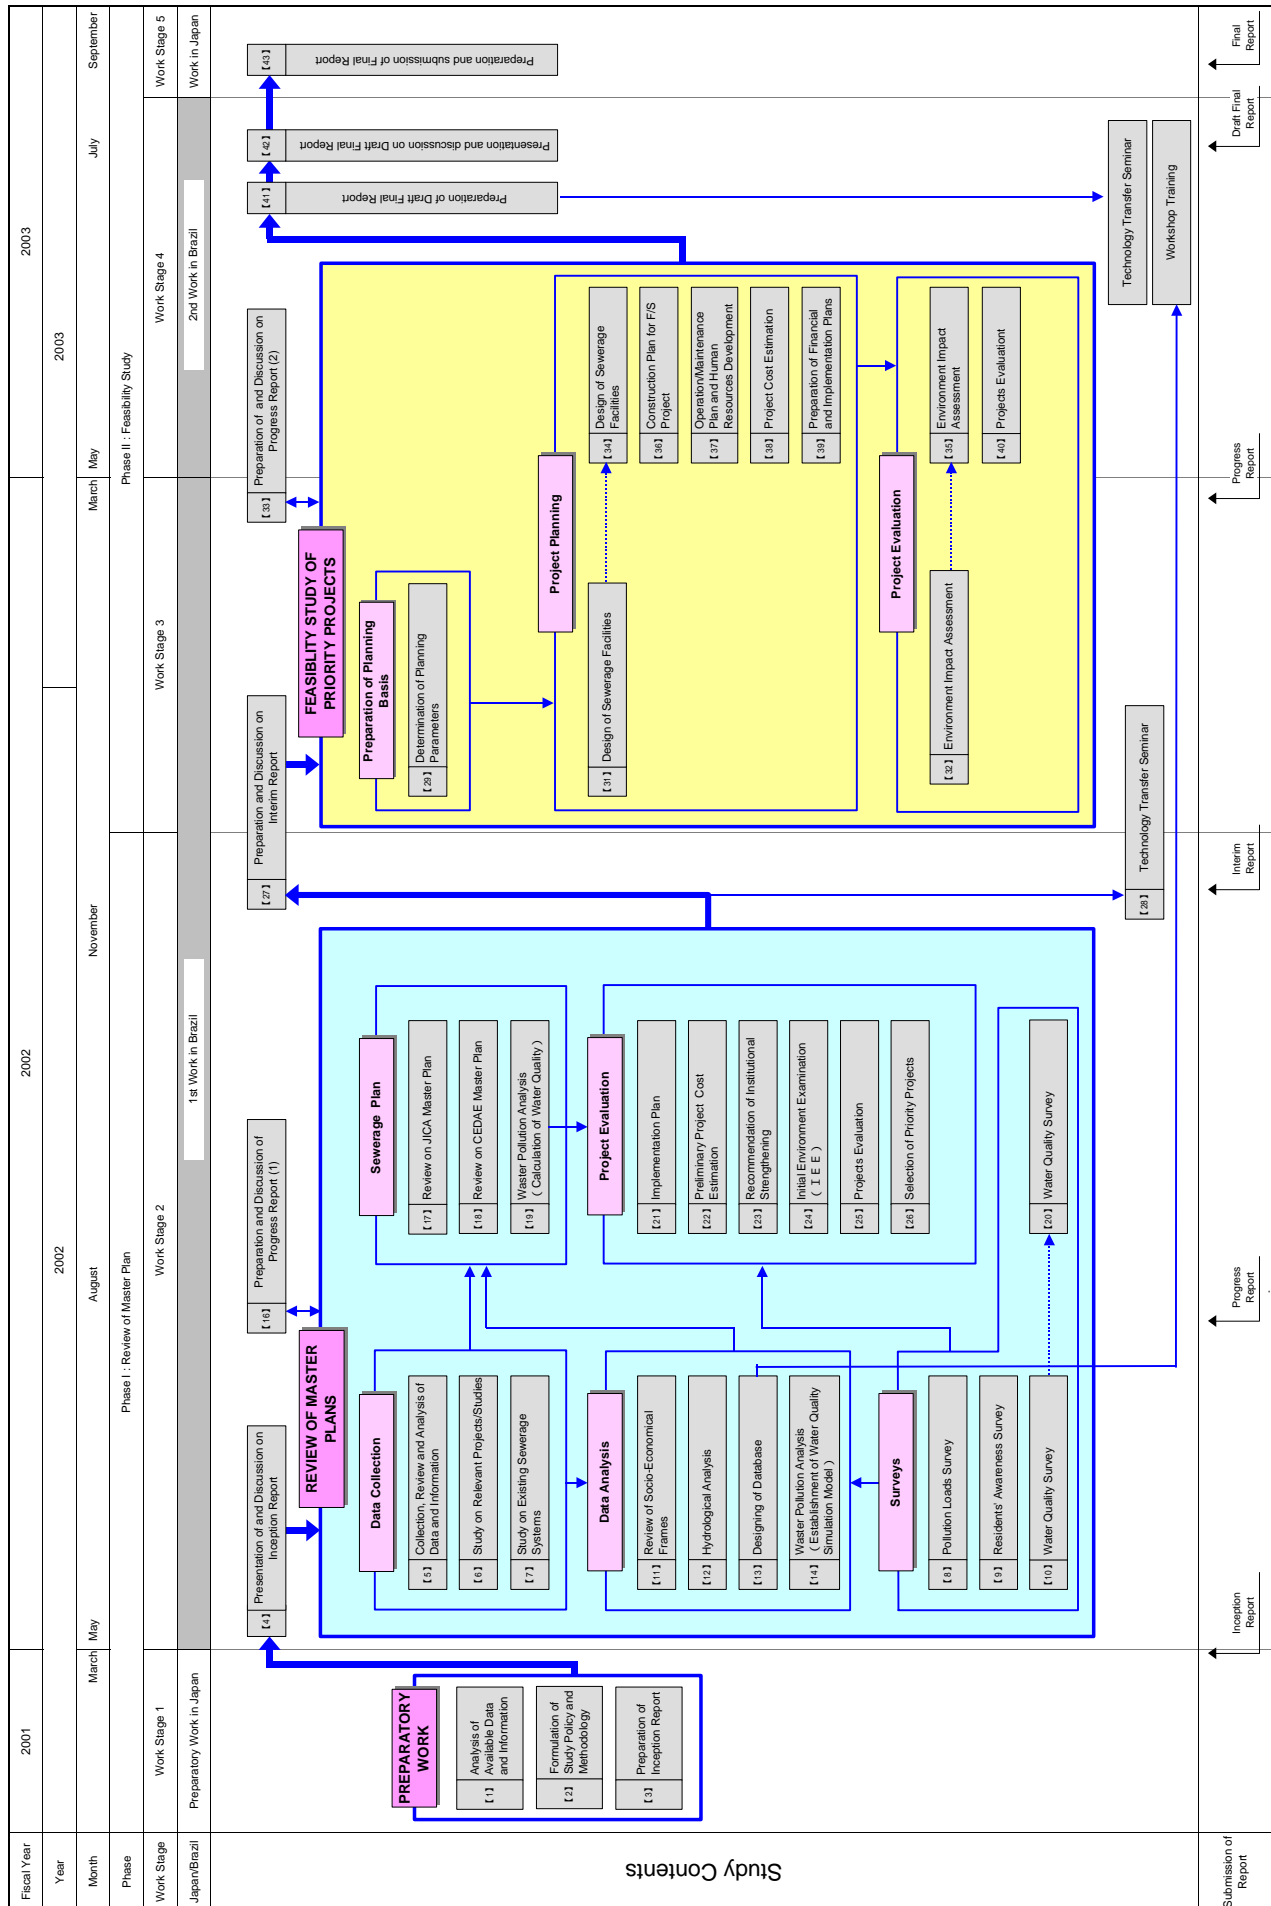 Fiscal Year
2001
2002
2003
Year
2002
2003
Month
March
May
August
November
March
May
July
September
Phase
Phase I : Review of Master Plan
Phase II : Feasibility Study
Work Stage
Work Stage 1
Work Stage 2
Work Stage 3
Work Stage 4
Work Stage 5
Japan/Brazil
Preparatory Work in Japan
1st Work in Brazil
2nd Work in Brazil
Work in Japan
Study Contents
PREPARATORY
WORK
【1】
Analysis of
Available Data
and Information
【2】
Formulation of
Study Policy and
Methodology
【3】
Preparation of
Inception Report
【4】
Presentation of and Discussion on
Inception Report
REVIEW OF MASTER
PLANS
【16】
Preparation and Discussion of
Progress Report (1)
Data Collection
【5】
Collection, Review and Analysis of
Data and Information
【6】
Study on Relevant Projects/Studies
【7】
Study on Existing Sewerage
Systems
Data Analysis
【11】
Review of Socio-Economical
Frames
【12】
Hydrological Analysis
【13】
Designing of Database
【14】
Waster Pollution Analysis
( Establishment of Water Quality
Simulation Model )
Surveys
【8】
Pollution Loads Survey
【9】
Residents' Awareness Survey
【10】
Water Quality Survey
Sewerage Plan
【17】
Review on JICA Master Plan
【18】
Review on CEDAE Master Plan
【19】
Waster Pollution Analysis
( Calculation of Water Quality )
Project Evaluation
【21】
Implementation Plan
【22】
Preliminary Project Cost
Estimation
【23】
Recommendation of Institutional
Strengthening
【24】
Initial Environment Examination
( I E E )
【25】
Projects Evaluation
【26】
Selection of Priority Projects
【20】
Water Quality Survey
【27】
Preparation and Discussion on
Interim Report
【28】
Technology Transfer Seminar
FEASIBLITY STUDY OF
PRIORITY PROJECTS
【33】
Preparation of and Discussion on
Progress Report (2)
Preparation of Planning
Basis
【29】
Determination of Planning
Parameters
Project Planning
【31】
Design of Sewerage Facilities
【34】
Design of Sewerage
Facilities
【36】
Construction Plan for F/S
Project
【37】
Operation/Maintenance
Plan and Human
Resources Development
【38】
Project Cost Estimation
【39】
Preparation of Financial
and Implementation Plans
Project Evaluation
【32】
Environment Impact Assessment
【35】
Environment Impact
Assessment
【40】
Projects Evaluationt
【41】
Preparation of Draft Final Report
【42】
Presentation and discussion on Draft Final Report
【43】
Preparation and submission of Final Report
Technology Transfer Seminar
Workshop Training
Submission of
Report
Inception
Report
Progress
Report
Interim
Report
Progress
Report
Draft Final
Report
Final
Report